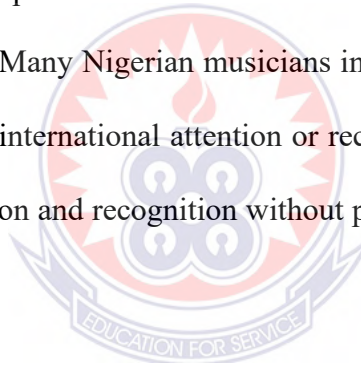 Many Nigerian musicians in
international attention or rec
on and recognition without p
EDUCATION FOR SERVICE